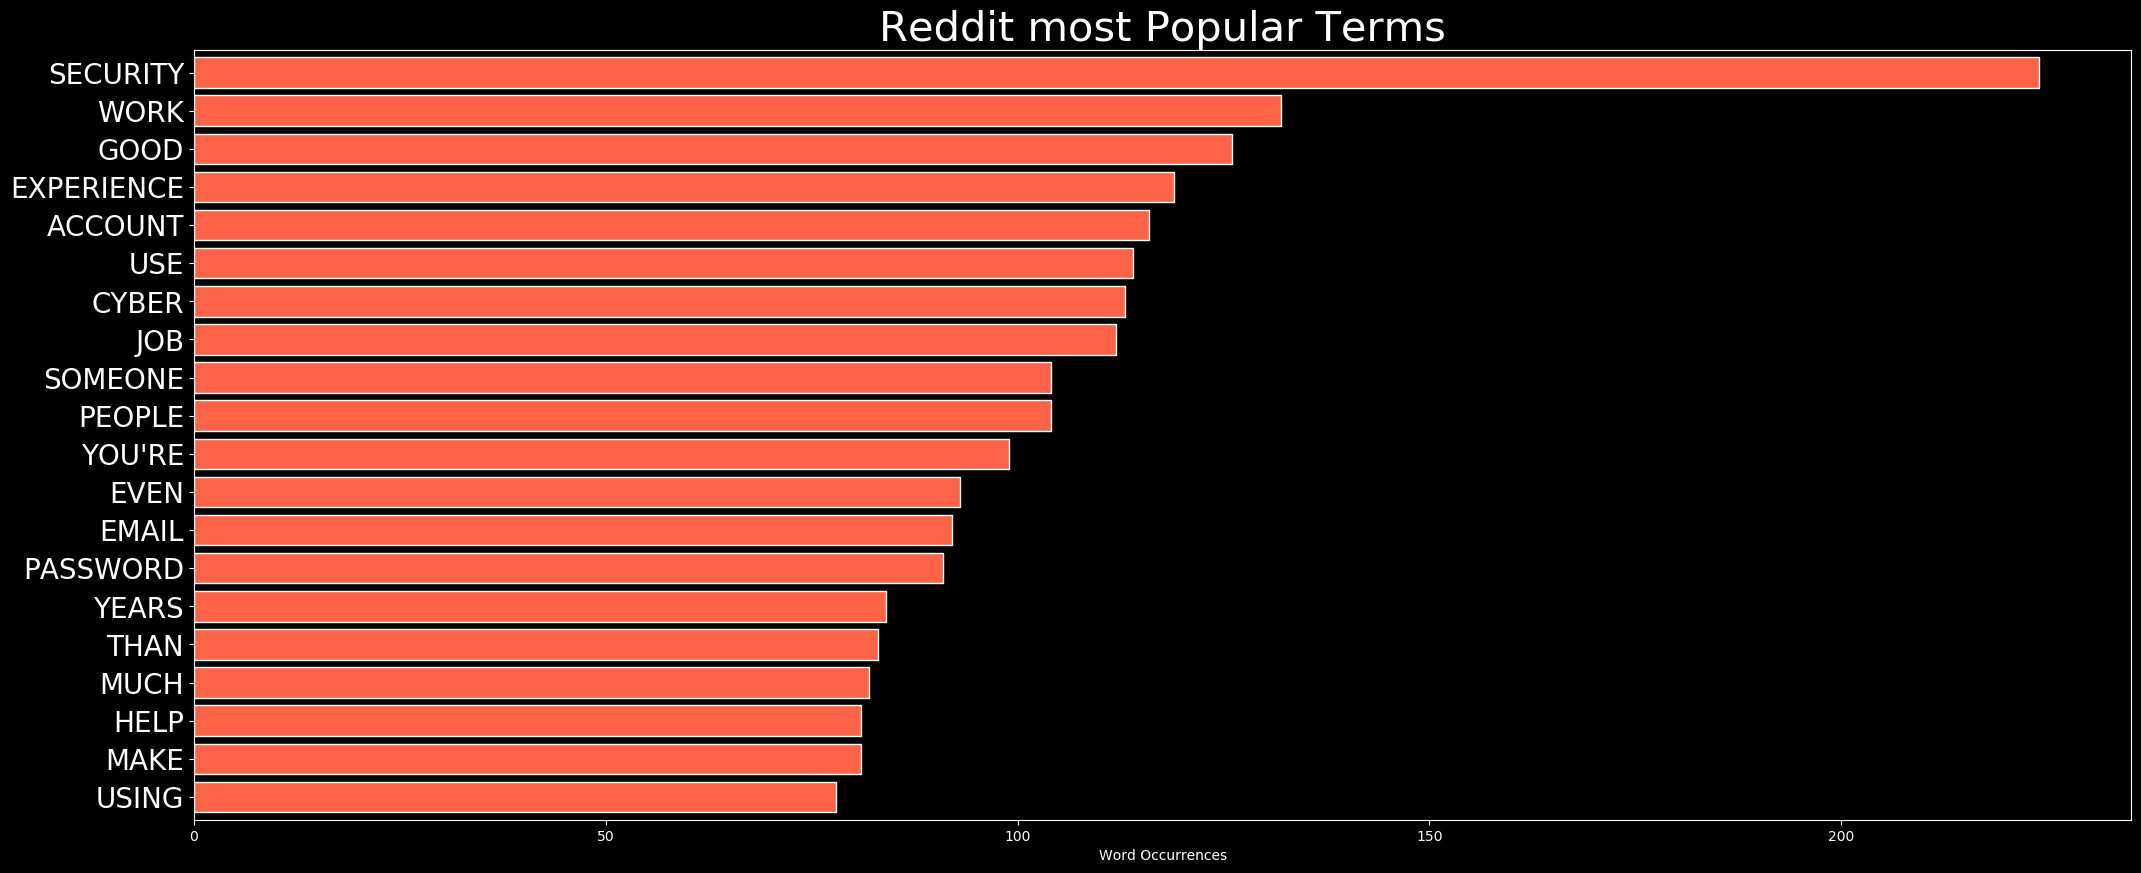 Reddit most Popular Terms
SECURITY
WORK
GOOD
EXPERIENCE
ACCOUNT
USE
CYBER
JOB
SOMEONE
PEOPLE
YOU'RE
EVEN
EMAIL
PASSWORD
YEARS
THAN
MUCH
HELP
MAKE
USING
0 50 100 150 200
Word Occurrences